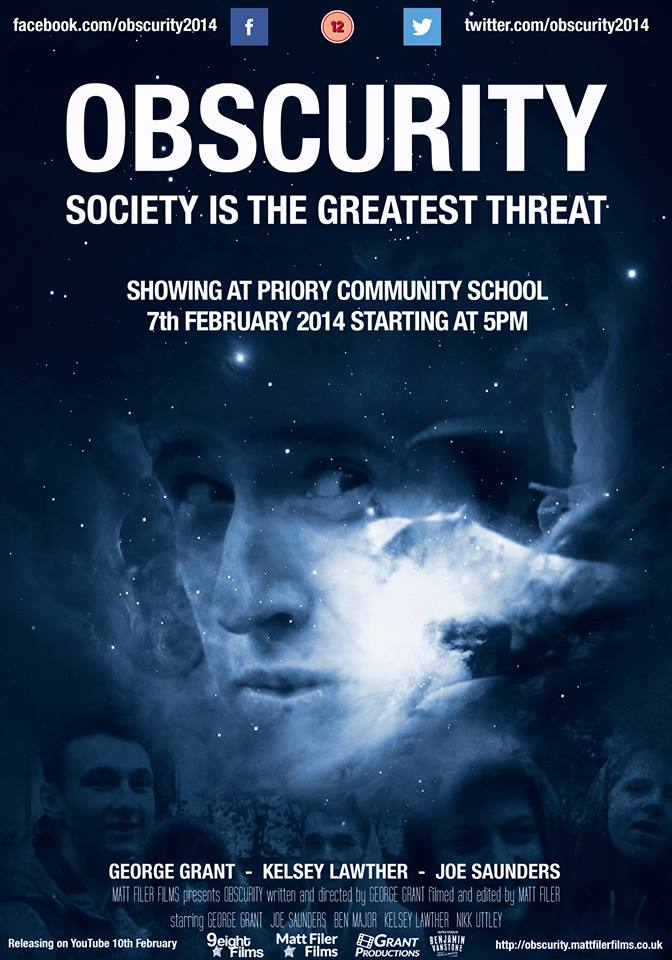 facebook.com/obscurity2014 f 12 twitter.com/obscurity2014
OBSCURITY
SOCIETY IS THE GREATEST THREAT
SHOWING AT PRIORY COMMUNITY SCHOOL
7th FEBRUARY 2014 STARTING AT 5PM
GEORGE GRANT - KELSEY LAWTHER - JOE SAUNDERS
MATT FILER FILMS presents OBSCURITY written and directed by GEORGE GRANT filmed and edited by MATT FILER
starring GEORGE GRANT JOE SAUNDERS BEN MAJOR KELSEY LAWTHER NIKK UTTLEY
Releasing on YouTube 10th February
9eight Films
Matt Filer Films
GRANT PRODUCTIONS
BENJAMIN VANSTONE
http://obscurity.mattfilerfilms.co.uk